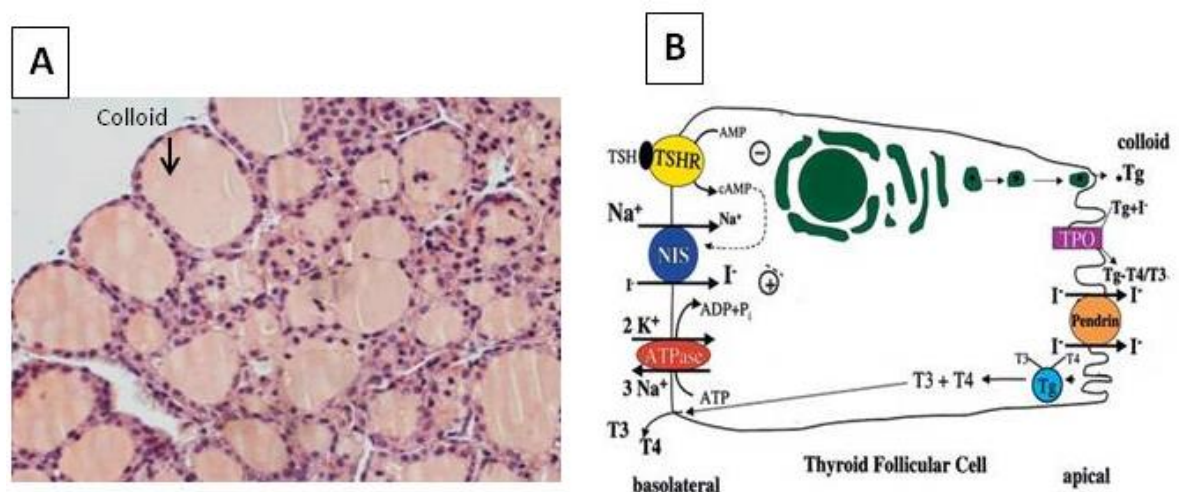 A
Colloid
B
AMP
TSH TSHR
cAMP
Na⁺ Na⁺
NIS
I⁻ I⁻
ADP+Pᵢ
2 K⁺
ATPase
3 Na⁺
ATP
T3
T4
basolateral
colloid
Tg
Tg+I⁻
TPO
Tg-T4/T3
I⁻ I⁻
Pendrin
I⁻ I⁻
T3 T4
T3 + T4 Tg
Thyroid Follicular Cell
apical